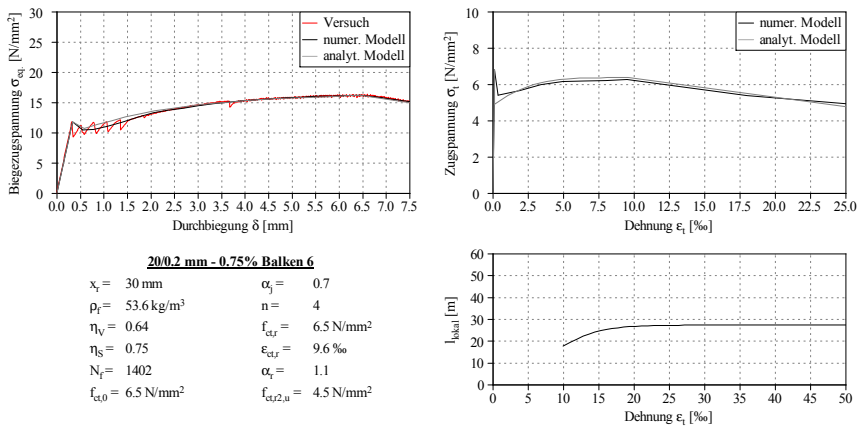 Biegezugspannung σeq. [N/mm²]
30
25
20
15
10
5
0
Versuch
numer. Modell
analyt. Modell
0.0 0.5 1.0 1.5 2.0 2.5 3.0 3.5 4.0 4.5 5.0 5.5 6.0 6.5 7.0 7.5
Durchbiegung δ [mm]
Zugspannung σt [N/mm²]
10
8
6
4
2
0
numer. Modell
analyt. Modell
0.0 2.5 5.0 7.5 10.0 12.5 15.0 17.5 20.0 22.5 25.0
Dehnung εt [‰]
20/0.2 mm - 0.75% Balken 6
xr = 30 mm αj = 0.7
ρf = 53.6 kg/m³ n = 4
ηV = 0.64 fct,r = 6.5 N/mm²
ηS = 0.75 εct,r = 9.6 ‰
Nf = 1402 αr = 1.1
fct,0 = 6.5 N/mm² fct,r2,u = 4.5 N/mm²
llokal [m]
60
50
40
30
20
10
0
0 5 10 15 20 25 30 35 40 45 50
Dehnung εt [‰]